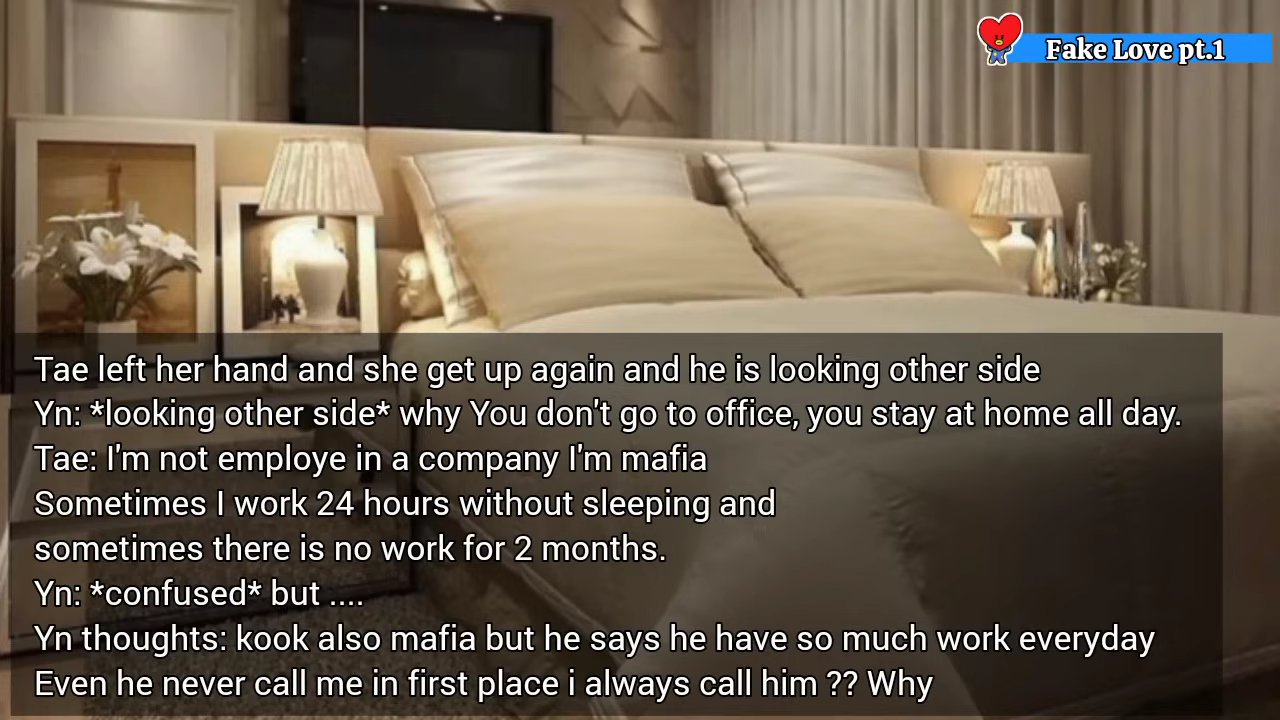 Fake Love pt.1
Tae left her hand and she get up again and he is looking other side
Yn: *looking other side* why You don't go to office, you stay at home all day.
Tae: I'm not employe in a company I'm mafia
Sometimes I work 24 hours without sleeping and
sometimes there is no work for 2 months.
Yn: *confused* but ....
Yn thoughts: kook also mafia but he says he have so much work everyday
Even he never call me in first place i always call him ?? Why